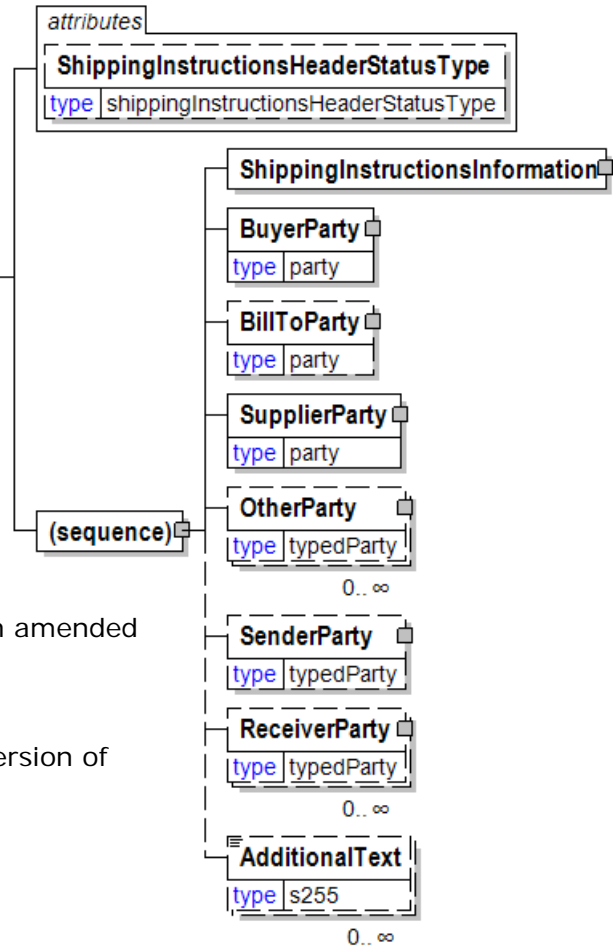 attributes
ShippingInstructionsHeaderStatusType
type shippingInstructionsHeaderStatusType
ShippingInstructionsInformation
BuyerParty
type party
BillToParty
type party
SupplierParty
type party
(sequence)
OtherParty
type typedParty
0.. ∞
amended
SenderParty
type typedParty
ersion of
ReceiverParty
type typedParty
0.. ∞
AdditionalText
type s255
0.. ∞